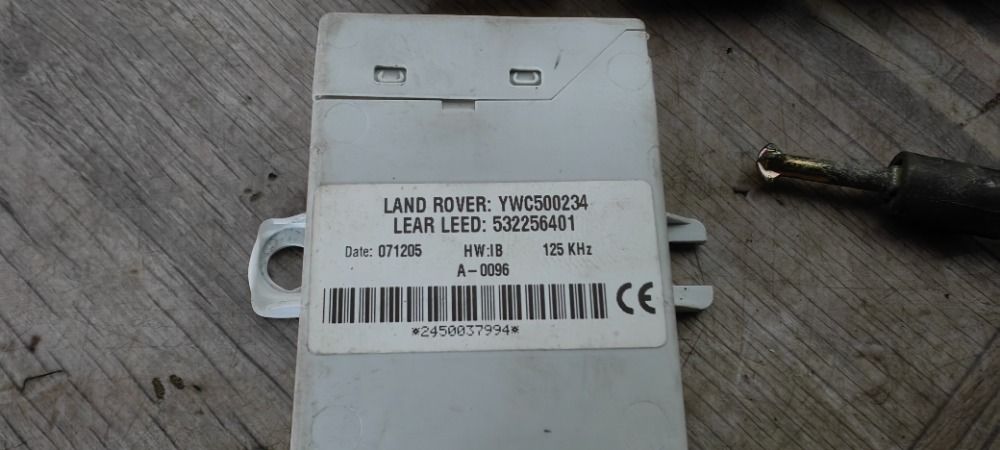 LAND ROVER: YWC500234
LEAR LEED: 532256401
Date: 071205 HW:IB 125 KHz
A-0096
CE
*2450037994*